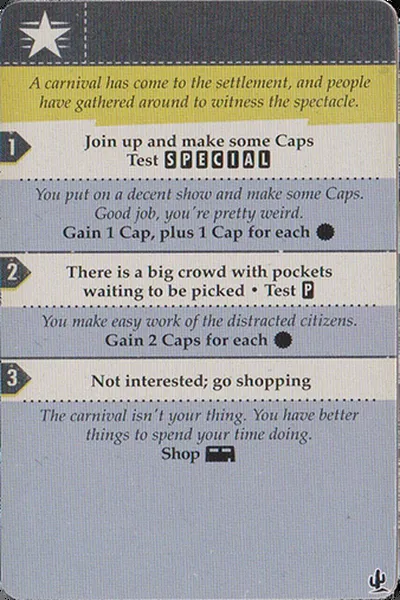 A carnival has come to the settlement, and people
have gathered around to witness the spectacle.
1
Join up and make some Caps
Test S P E C I A L
You put on a decent show and make some Caps.
Good job, you're pretty weird.
Gain 1 Cap, plus 1 Cap for each
2
There is a big crowd with pockets
waiting to be picked • Test P
You make easy work of the distracted citizens.
Gain 2 Caps for each
3
Not interested; go shopping
The carnival isn't your thing. You have better
things to spend your time doing.
Shop